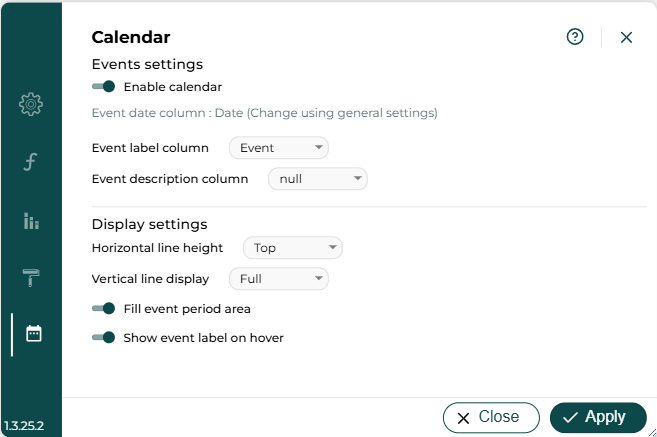 Calendar
Events settings
Enable calendar
Event date column : Date (Change using general settings)
Event label column Event
Event description column null
Display settings
Horizontal line height Top
Vertical line display Full
Fill event period area
Show event label on hover
1.3.25.2
Close Apply